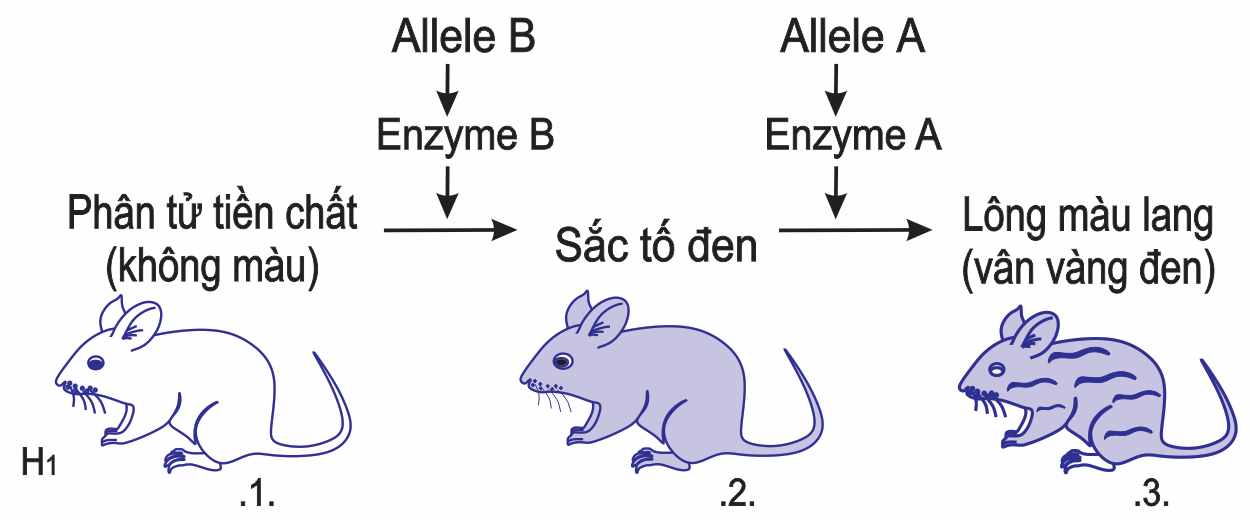 Allele B
Allele A
Enzyme B
Enzyme A
Phân tử tiền chất
(không màu)
Sắc tố đen
Lông màu lang
(vân vàng đen)
H1
.1.
.2.
.3.